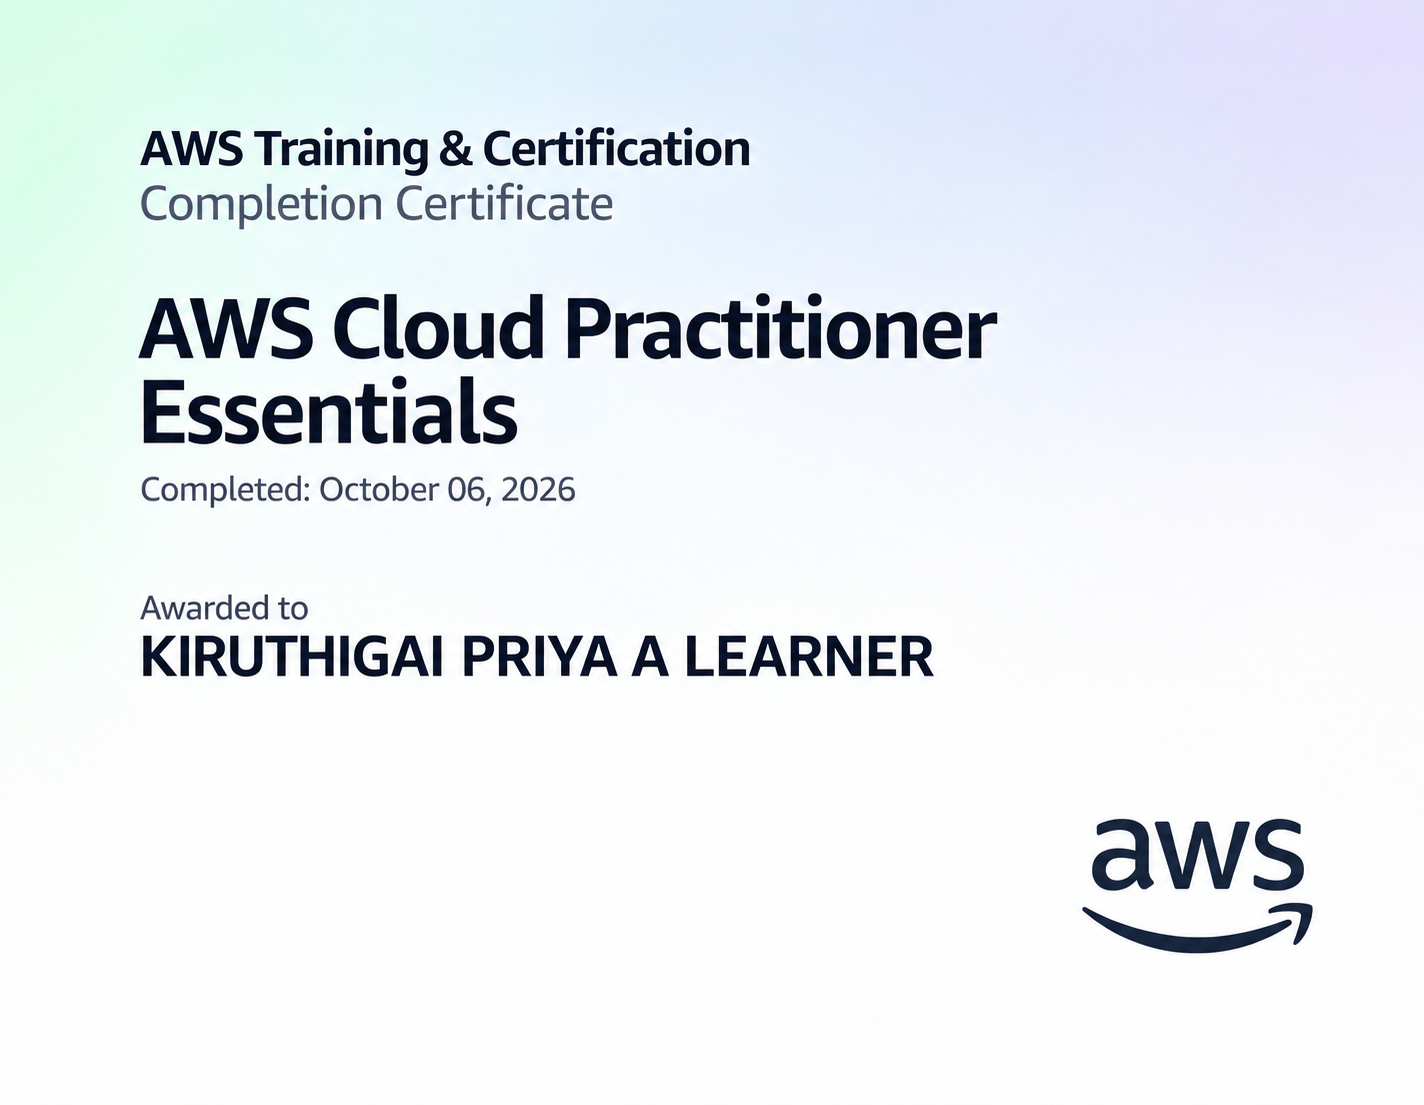 AWS Training & Certification
Completion Certificate
AWS Cloud Practitioner
Essentials
Completed: October 06, 2026
Awarded to
KIRUTHIGAI PRIYA A LEARNER
aws